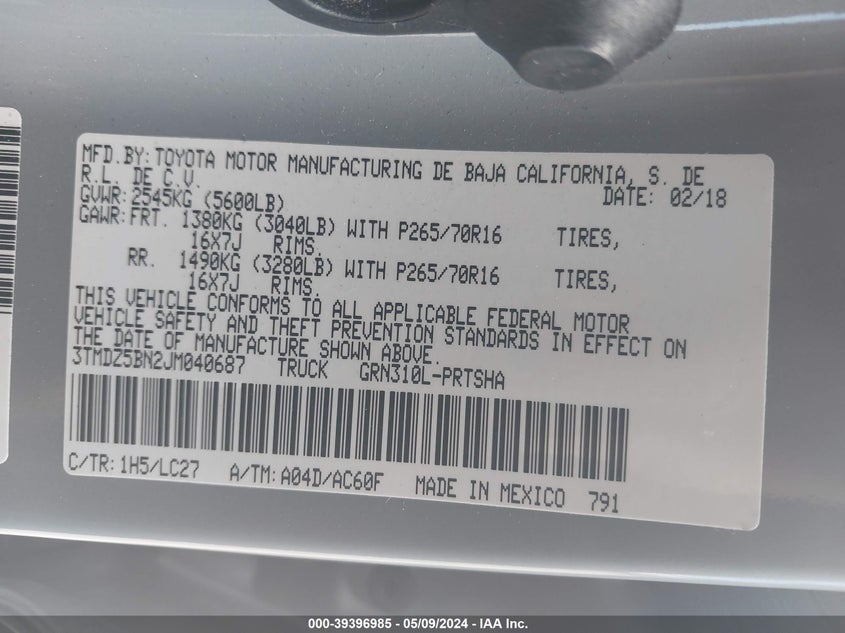 MFD.BY:TOYOTA MOTOR MANUFACTURING DE BAJA CALIFORNIA, S. DE
R.L. DE C.V. DATE: 02/18
GVWR:2545KG (5600LB)
GAWR:FRT. 1380KG (3040LB) WITH P265/70R16 TIRES,
16X7J RIMS.
RR. 1490KG (3280LB) WITH P265/70R16 TIRES,
16X7J RIMS.
THIS VEHICLE CONFORMS TO ALL APPLICABLE FEDERAL MOTOR
VEHICLE SAFETY AND THEFT PREVENTION STANDARDS IN EFFECT ON
THE DATE OF MANUFACTURE SHOWN ABOVE.
3TMDZ5BN2JM040687 TRUCK GRN310L-PRTSHA
C/TR:1H5/LC27 A/TM:A04D/AC60F MADE IN MEXICO 791
000-39396985 - 05/09/2024 - IAA Inc.